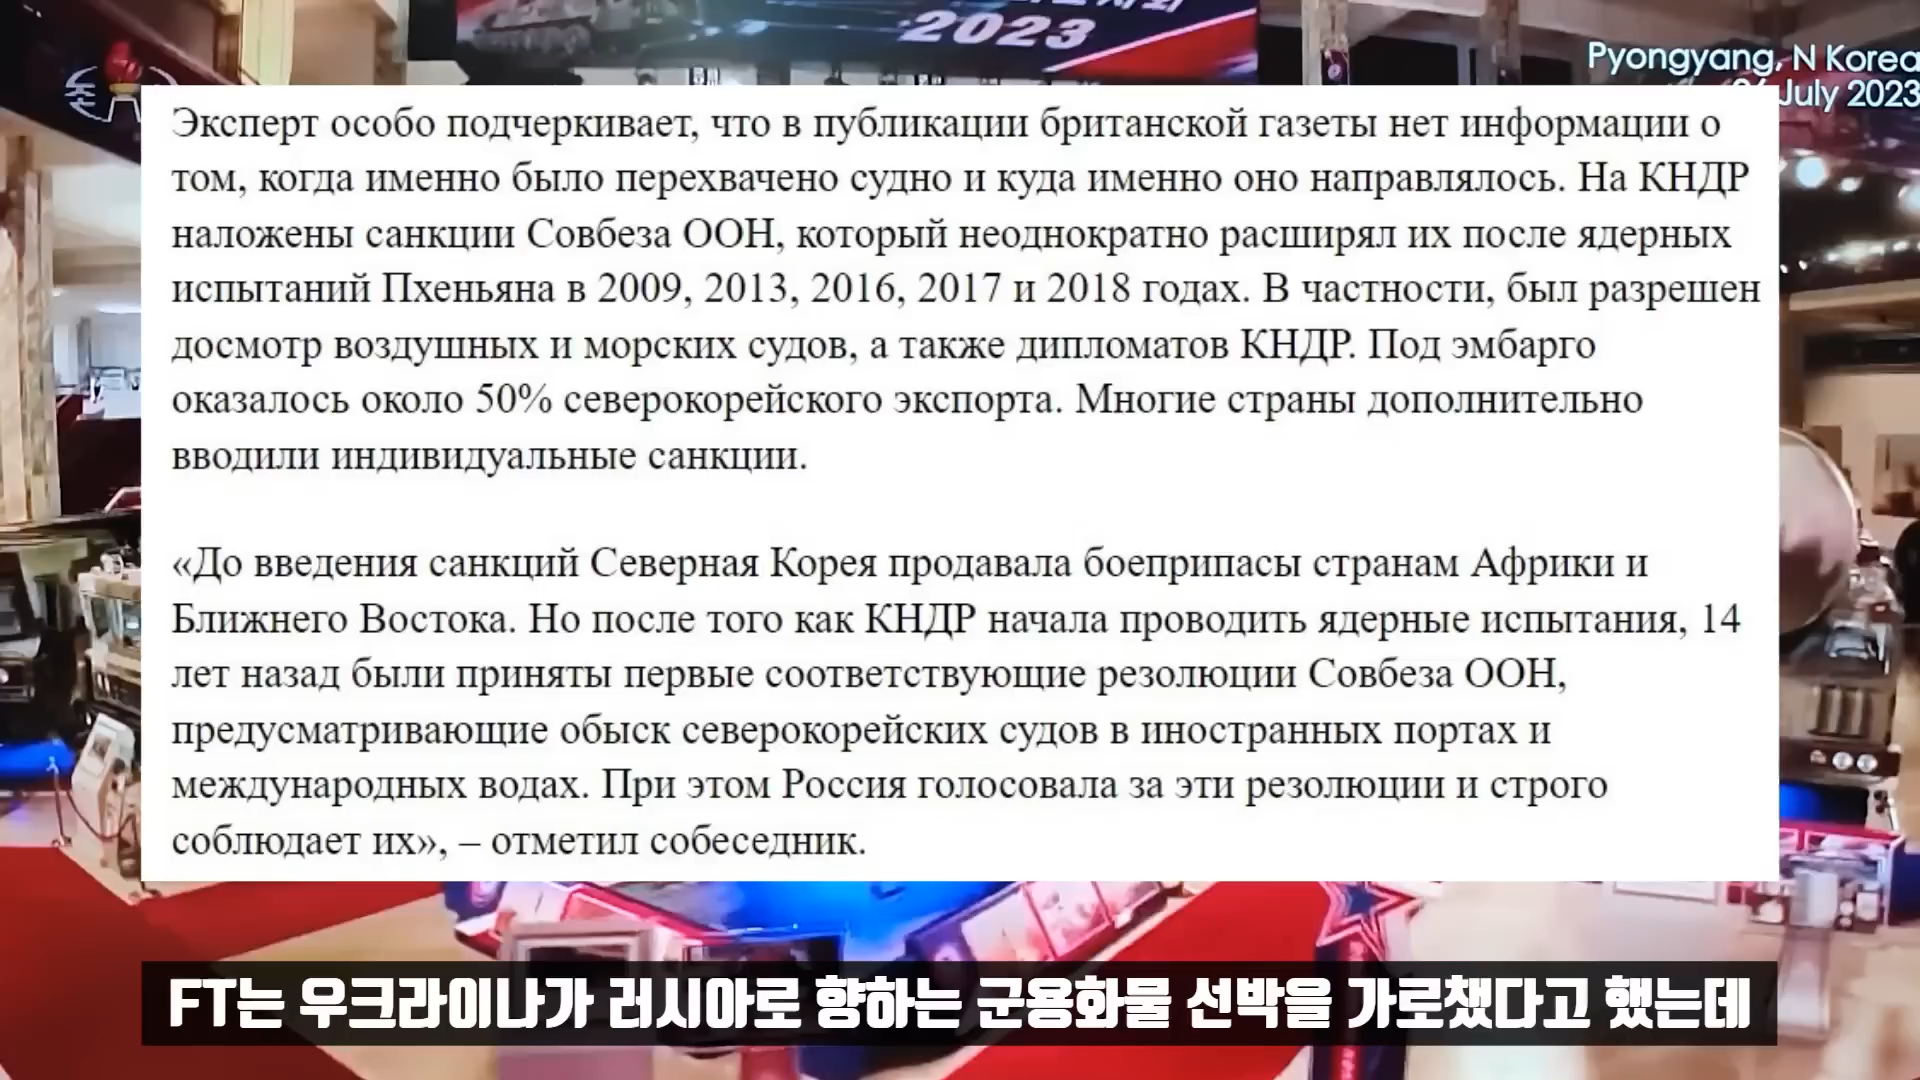 2023
Pyongyang, N Korea
July 2023
Эксперт особо подчеркивает, что в публикации британской газеты нет информации о
том, когда именно было перехвачено судно и куда именно оно направлялось. На КНДР
наложены санкции Совбеза ООН, который неоднократно расширял их после ядерных
испытаний Пхеньяна в 2009, 2013, 2016, 2017 и 2018 годах. В частности, был разрешен
досмотр воздушных и морских судов, а также дипломатов КНДР. Под эмбарго
оказалось около 50% северокорейского экспорта. Многие страны дополнительно
вводили индивидуальные санкции.
«До введения санкций Северная Корея продавала боеприпасы странам Африки и
Ближнего Востока. Но после того как КНДР начала проводить ядерные испытания, 14
лет назад были приняты первые соответствующие резолюции Совбеза ООН,
предусматривающие обыск северокорейских судов в иностранных портах и
международных водах. При этом Россия голосовала за эти резолюции и строго
соблюдает их», – отметил собеседник.
FT는 우크라이나가 러시아로 향하는 군용화물 선박을 가로챘다고 했는데